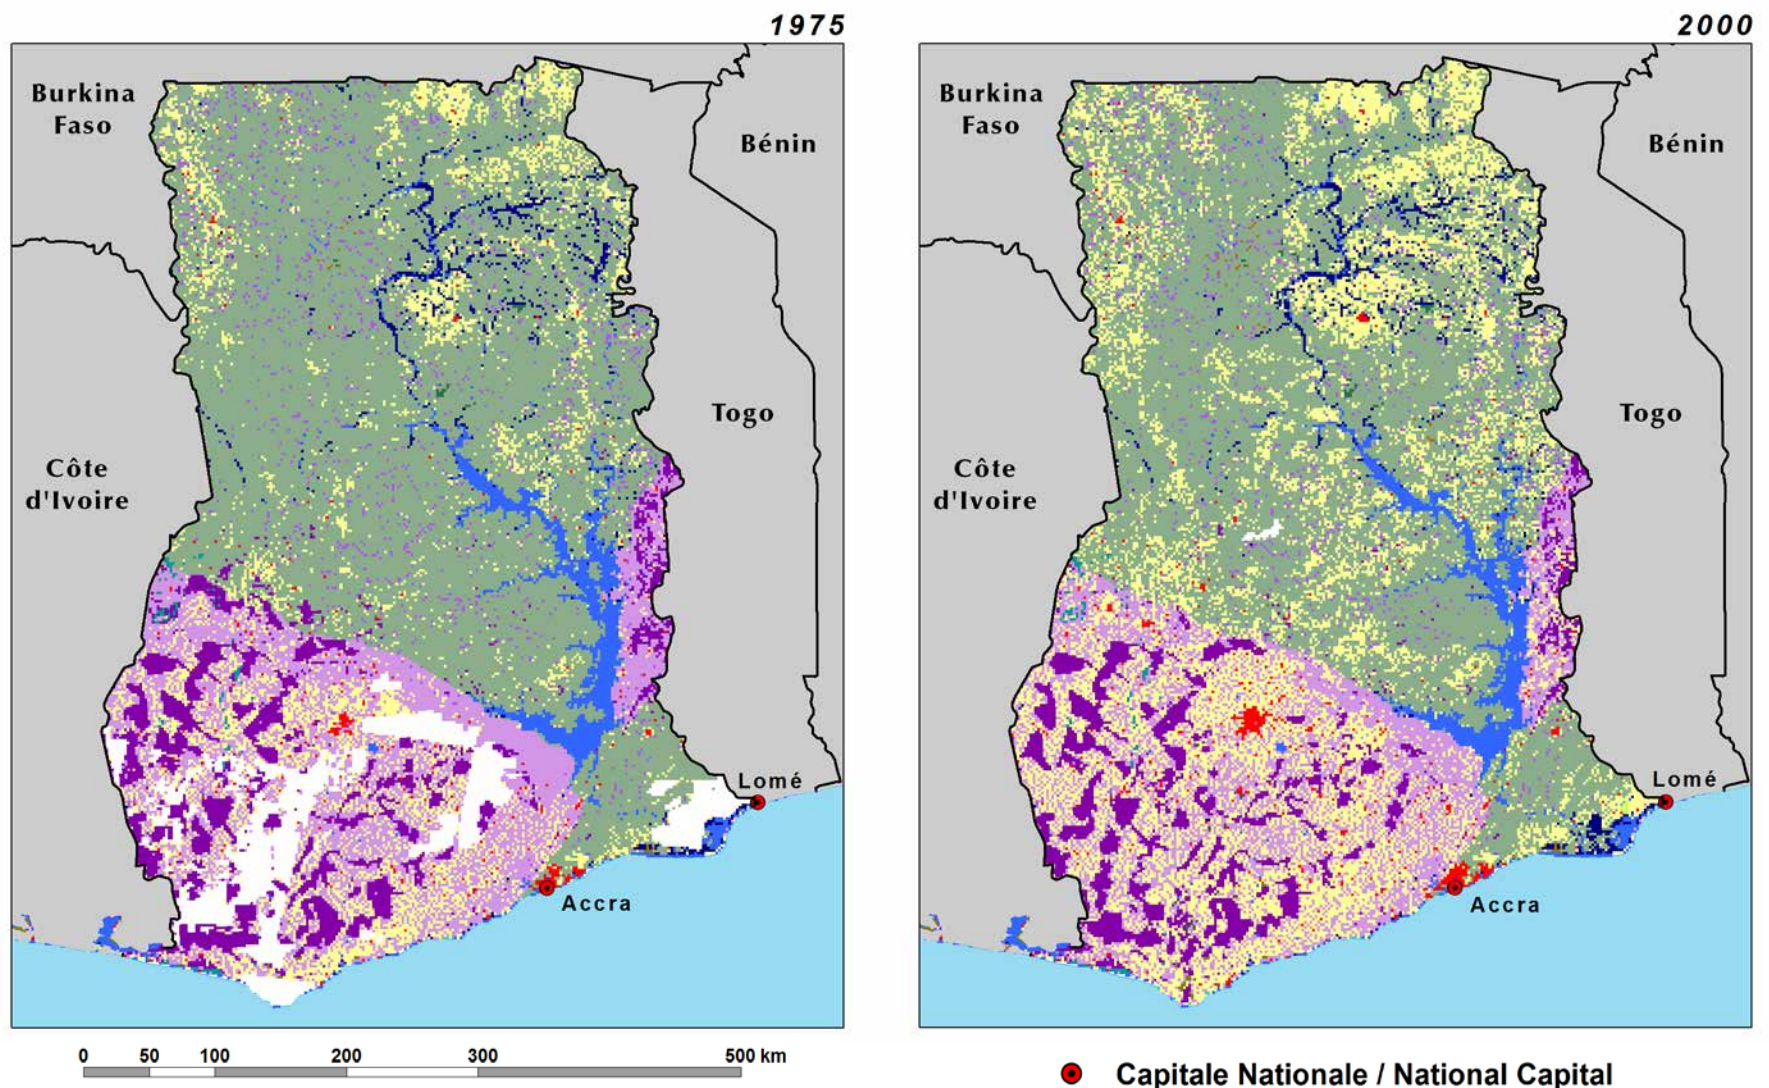 1975
Burkina
Faso
Bénin
Togo
Côte
d'Ivoire
Lomé
Accra
0 50 100 200 300 500 km
2000
Burkina
Faso
Bénin
Togo
Côte
d'Ivoire
Lomé
Accra
Capitale Nationale / National Capital